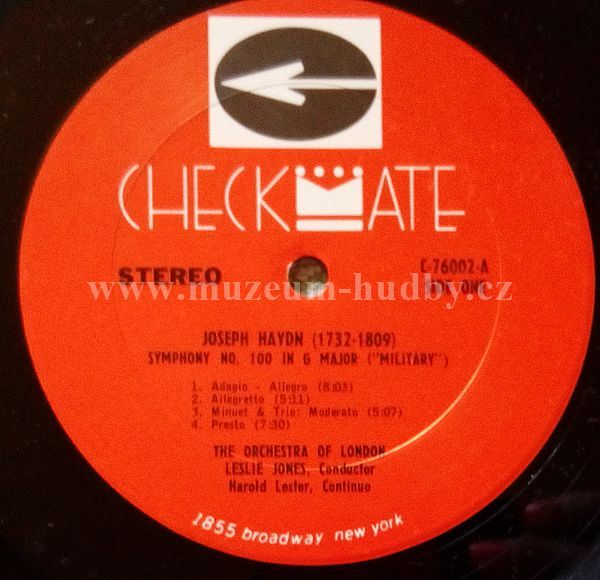 CHECKMATE
STEREO
C-76002-A
SIDE ONE
www.muzeum-hudby.cz
JOSEPH HAYDN (1732-1809)
SYMPHONY NO. 100 IN G MAJOR ("MILITARY")
1. Adagio - Allegro (8:03)
2. Allegretto (5:11)
3. Minuet & Trio: Moderato (5:07)
4. Presto (7:30)
THE ORCHESTRA OF LONDON
LESLIE JONES, Conductor
Harold Lester, Continuo
1855 broadway new york